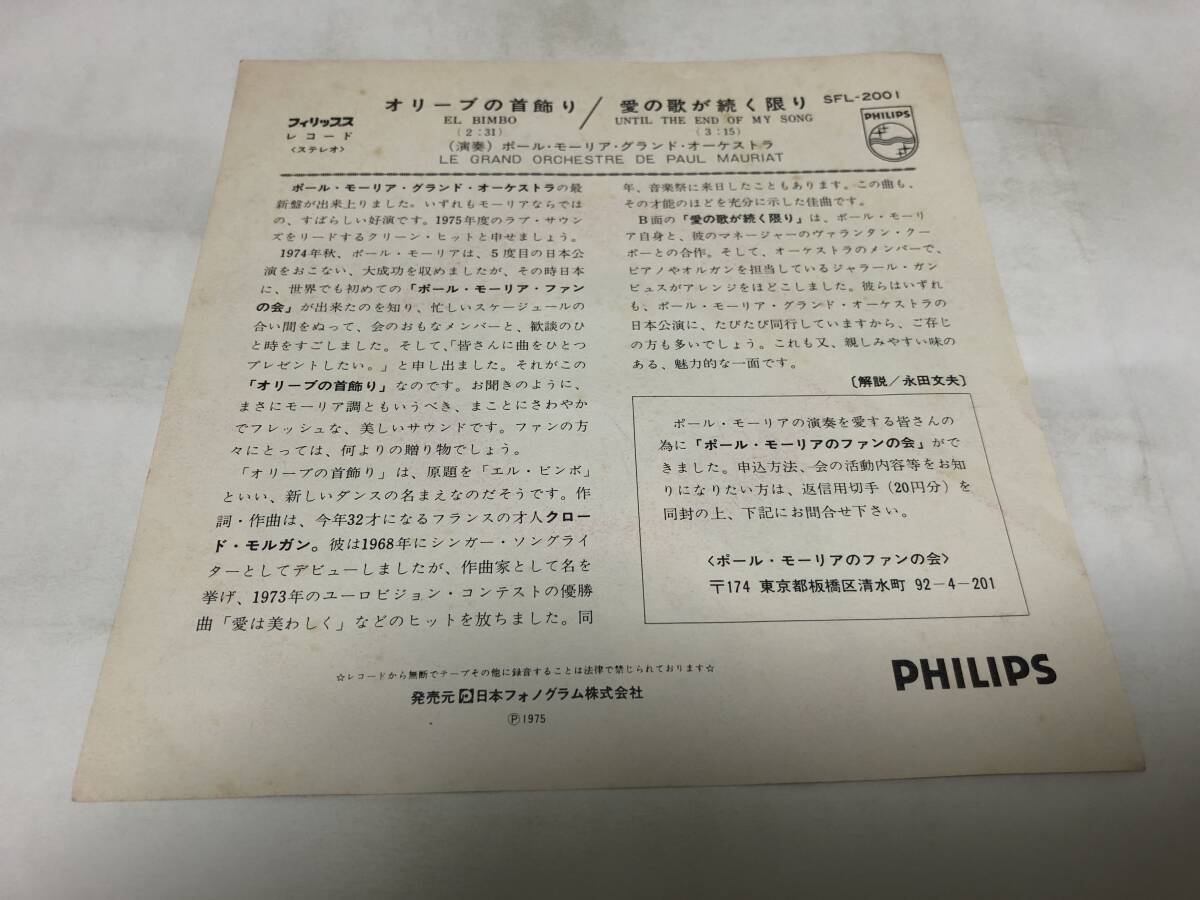 フィリップス
レコード
〈ステレオ〉
オリーブの首飾り／愛の歌が続く限り SFL-2001
EL BIMBO UNTIL THE END OF MY SONG
(2:31) (3:15)
(演奏) ポール・モーリア・グランド・オーケストラ
LE GRAND ORCHESTRE DE PAUL MAURIAT
PHILIPS
ポール・モーリア・グランド・オーケストラの最
新盤が出来上りました。いずれもモーリアならでは
の、すばらしい好演です。1975年度のラブ・サウン
ズをリードするクリーン・ヒットと申せましょう。
1974年秋、ポール・モーリアは、5度目の日本公
演をおこない、大成功を収めましたが、その時日本
に、世界でも初めての「ポール・モーリア・ファン
の会」が出来たのを知り、忙しいスケージュールの
合い間をぬって、会のおもなメンバーと、歓談のひ
と時をすごしました。そして、「皆さんに曲をひとつ
プレゼントしたい。」と申し出ました。それがこの
「オリーブの首飾り」なのです。お聞きのように、
まさにモーリア調ともいうべき、まことにさわやか
でフレッシュな、美しいサウンドです。ファンの方
々にとっては、何よりの贈り物でしょう。
「オリーブの首飾り」は、原題を「エル・ビンボ」
といい、新しいダンスの名まえなのだそうです。作
詞・作曲は、今年32才になるフランスの才人クロー
ド・モルガン。彼は1968年にシンガー・ソングライ
ターとしてデビューしましたが、作曲家として名を
挙げ、1973年のユーロビジョン・コンテストの優勝
曲「愛は美わしく」などのヒットを放ちました。同
年、音楽祭に来日したこともあります。この曲も、
その才能のほどを充分に示した佳曲です。
B面の「愛の歌が続く限り」は、ポール・モーリ
ア自身と、彼のマネージャーのヴァランタン・クー
ポーとの合作。そして、オーケストラのメンバーで、
ピアノやオルガンを担当しているジャラール・ガン
ビュスがアレンジをほどこしました。彼らはいずれ
も、ポール・モーリア・グランド・オーケストラの
日本公演に、たびたび同行していますから、ご存じ
の方も多いでしょう。これも又、親しみやすい味の
ある、魅力的な一面です。
〔解説／永田文夫〕
ポール・モーリアの演奏を愛する皆さんの
為に「ポール・モーリアのファンの会」がで
きました。申込方法、会の活動内容等をお知
りになりたい方は、返信用切手（20円分）を
同封の上、下記にお問合せ下さい。
〈ポール・モーリアのファンの会〉
〒174 東京都板橋区清水町 92-4-201
☆レコードから無断でテープその他に録音することは法律で禁じられております☆
発売元 日本フォノグラム株式会社
Ⓟ1975
PHILIPS